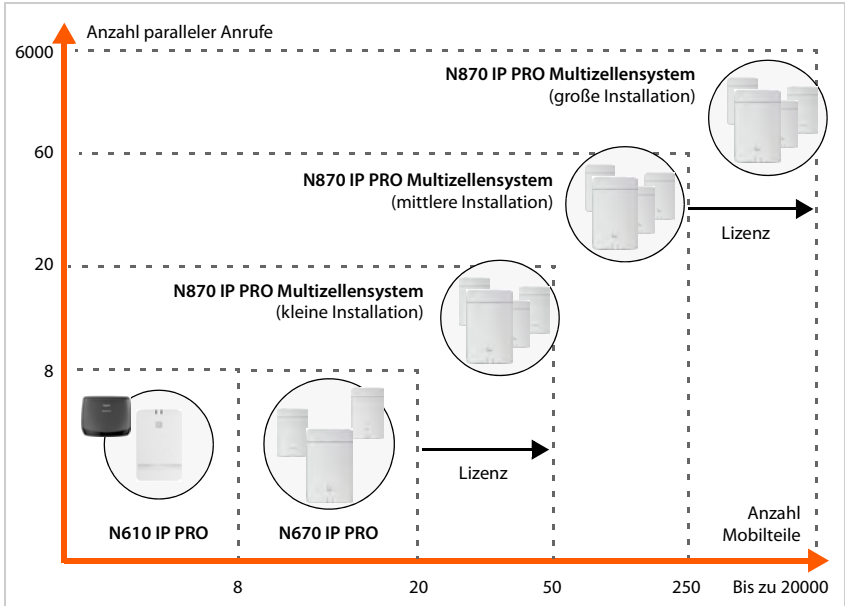 Anzahl paralleler Anrufe
6000
N870 IP PRO Multizellensystem
(große Installation)
60
N870 IP PRO Multizellensystem
(mittlere Installation)
Lizenz
20
N870 IP PRO Multizellensystem
(kleine Installation)
8
Lizenz
N610 IP PRO
N670 IP PRO
Anzahl
Mobilteile
8
20
50
250
Bis zu 20000